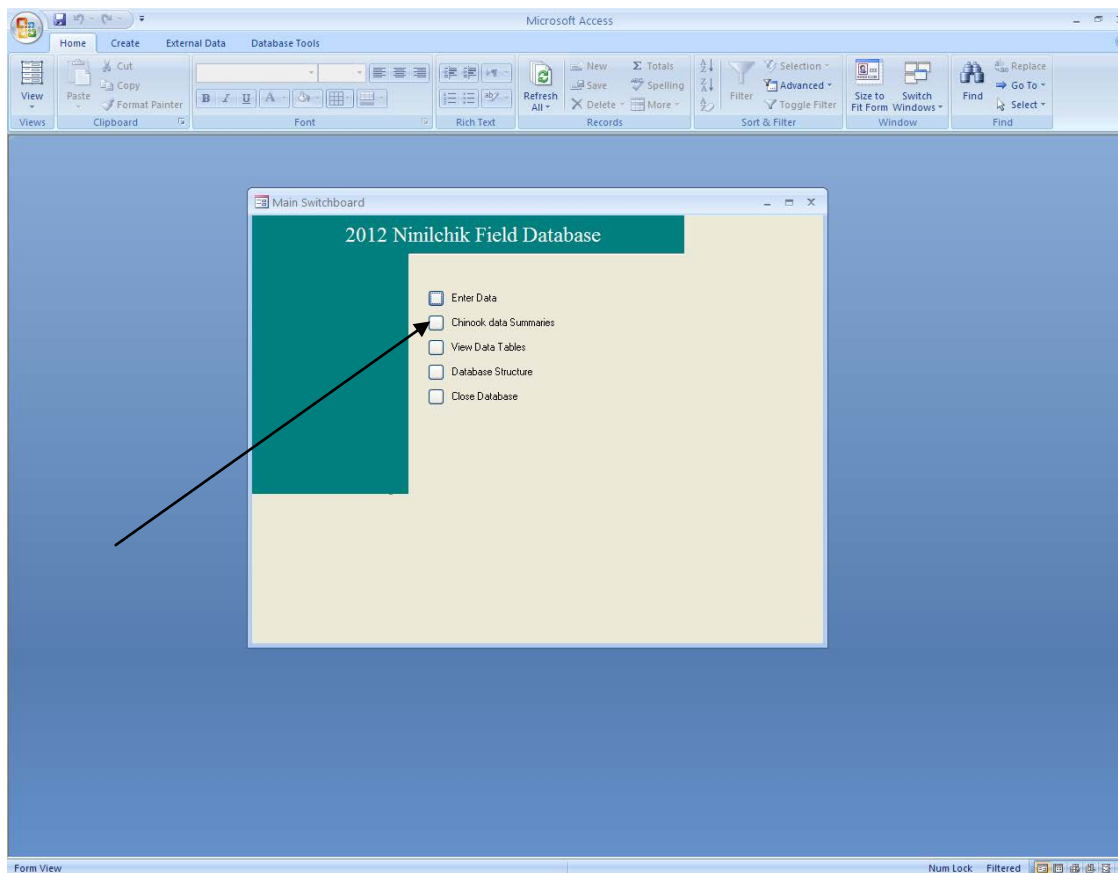 Microsoft Access
Home Create External Data Database Tools
View
Views
Paste
Cut
Copy
Format Painter
Clipboard
B I U A
Font
ab
Rich Text
Refresh All
New
Save
Delete
Σ Totals
Spelling
More
Records
Filter
Selection
Advanced
Toggle Filter
Sort & Filter
Size to Fit Form
Switch Windows
Window
Find
Replace
Go To
Select
Find
Main Switchboard
2012 Ninilchik Field Database
Enter Data
Chinook data Summaries
View Data Tables
Database Structure
Close Database
Form View
Num Lock Filtered